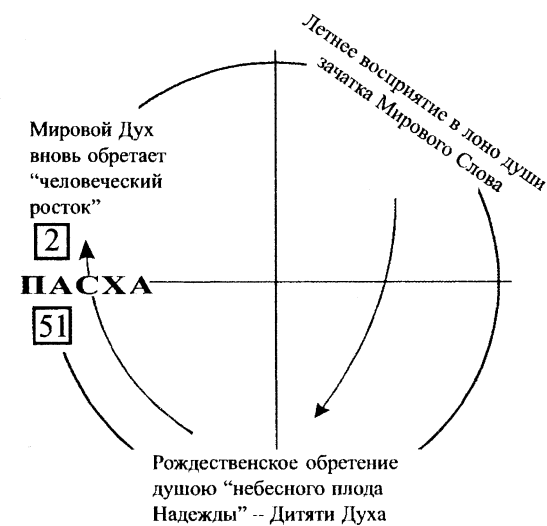 Летнее восприятие в лоно души
зачатка Мирового Слова
Мировой Дух
вновь обретает
“человеческий
росток”
2
ПАСХА
51
Рождественское обретение
душою “небесного плода
Надежды” -- Дитяти Духа